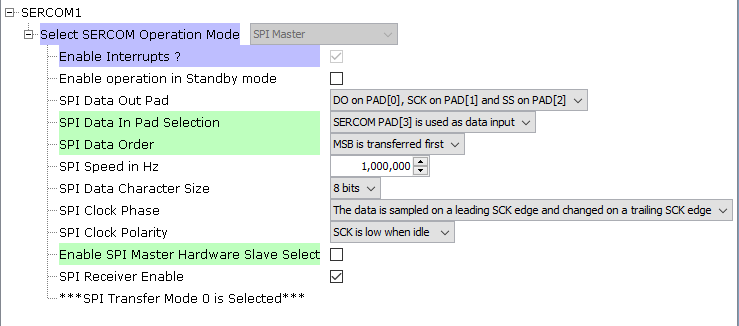 SERCOM1
Select SERCOM Operation Mode SPI Master
Enable Interrupts ?
Enable operation in Standby mode
SPI Data Out Pad DO on PAD[0], SCK on PAD[1] and SS on PAD[2]
SPI Data In Pad Selection SERCOM PAD[3] is used as data input
SPI Data Order MSB is transferred first
SPI Speed in Hz 1,000,000
SPI Data Character Size 8 bits
SPI Clock Phase The data is sampled on a leading SCK edge and changed on a trailing SCK edge
SPI Clock Polarity SCK is low when idle
Enable SPI Master Hardware Slave Select
SPI Receiver Enable
***SPI Transfer Mode 0 is Selected***